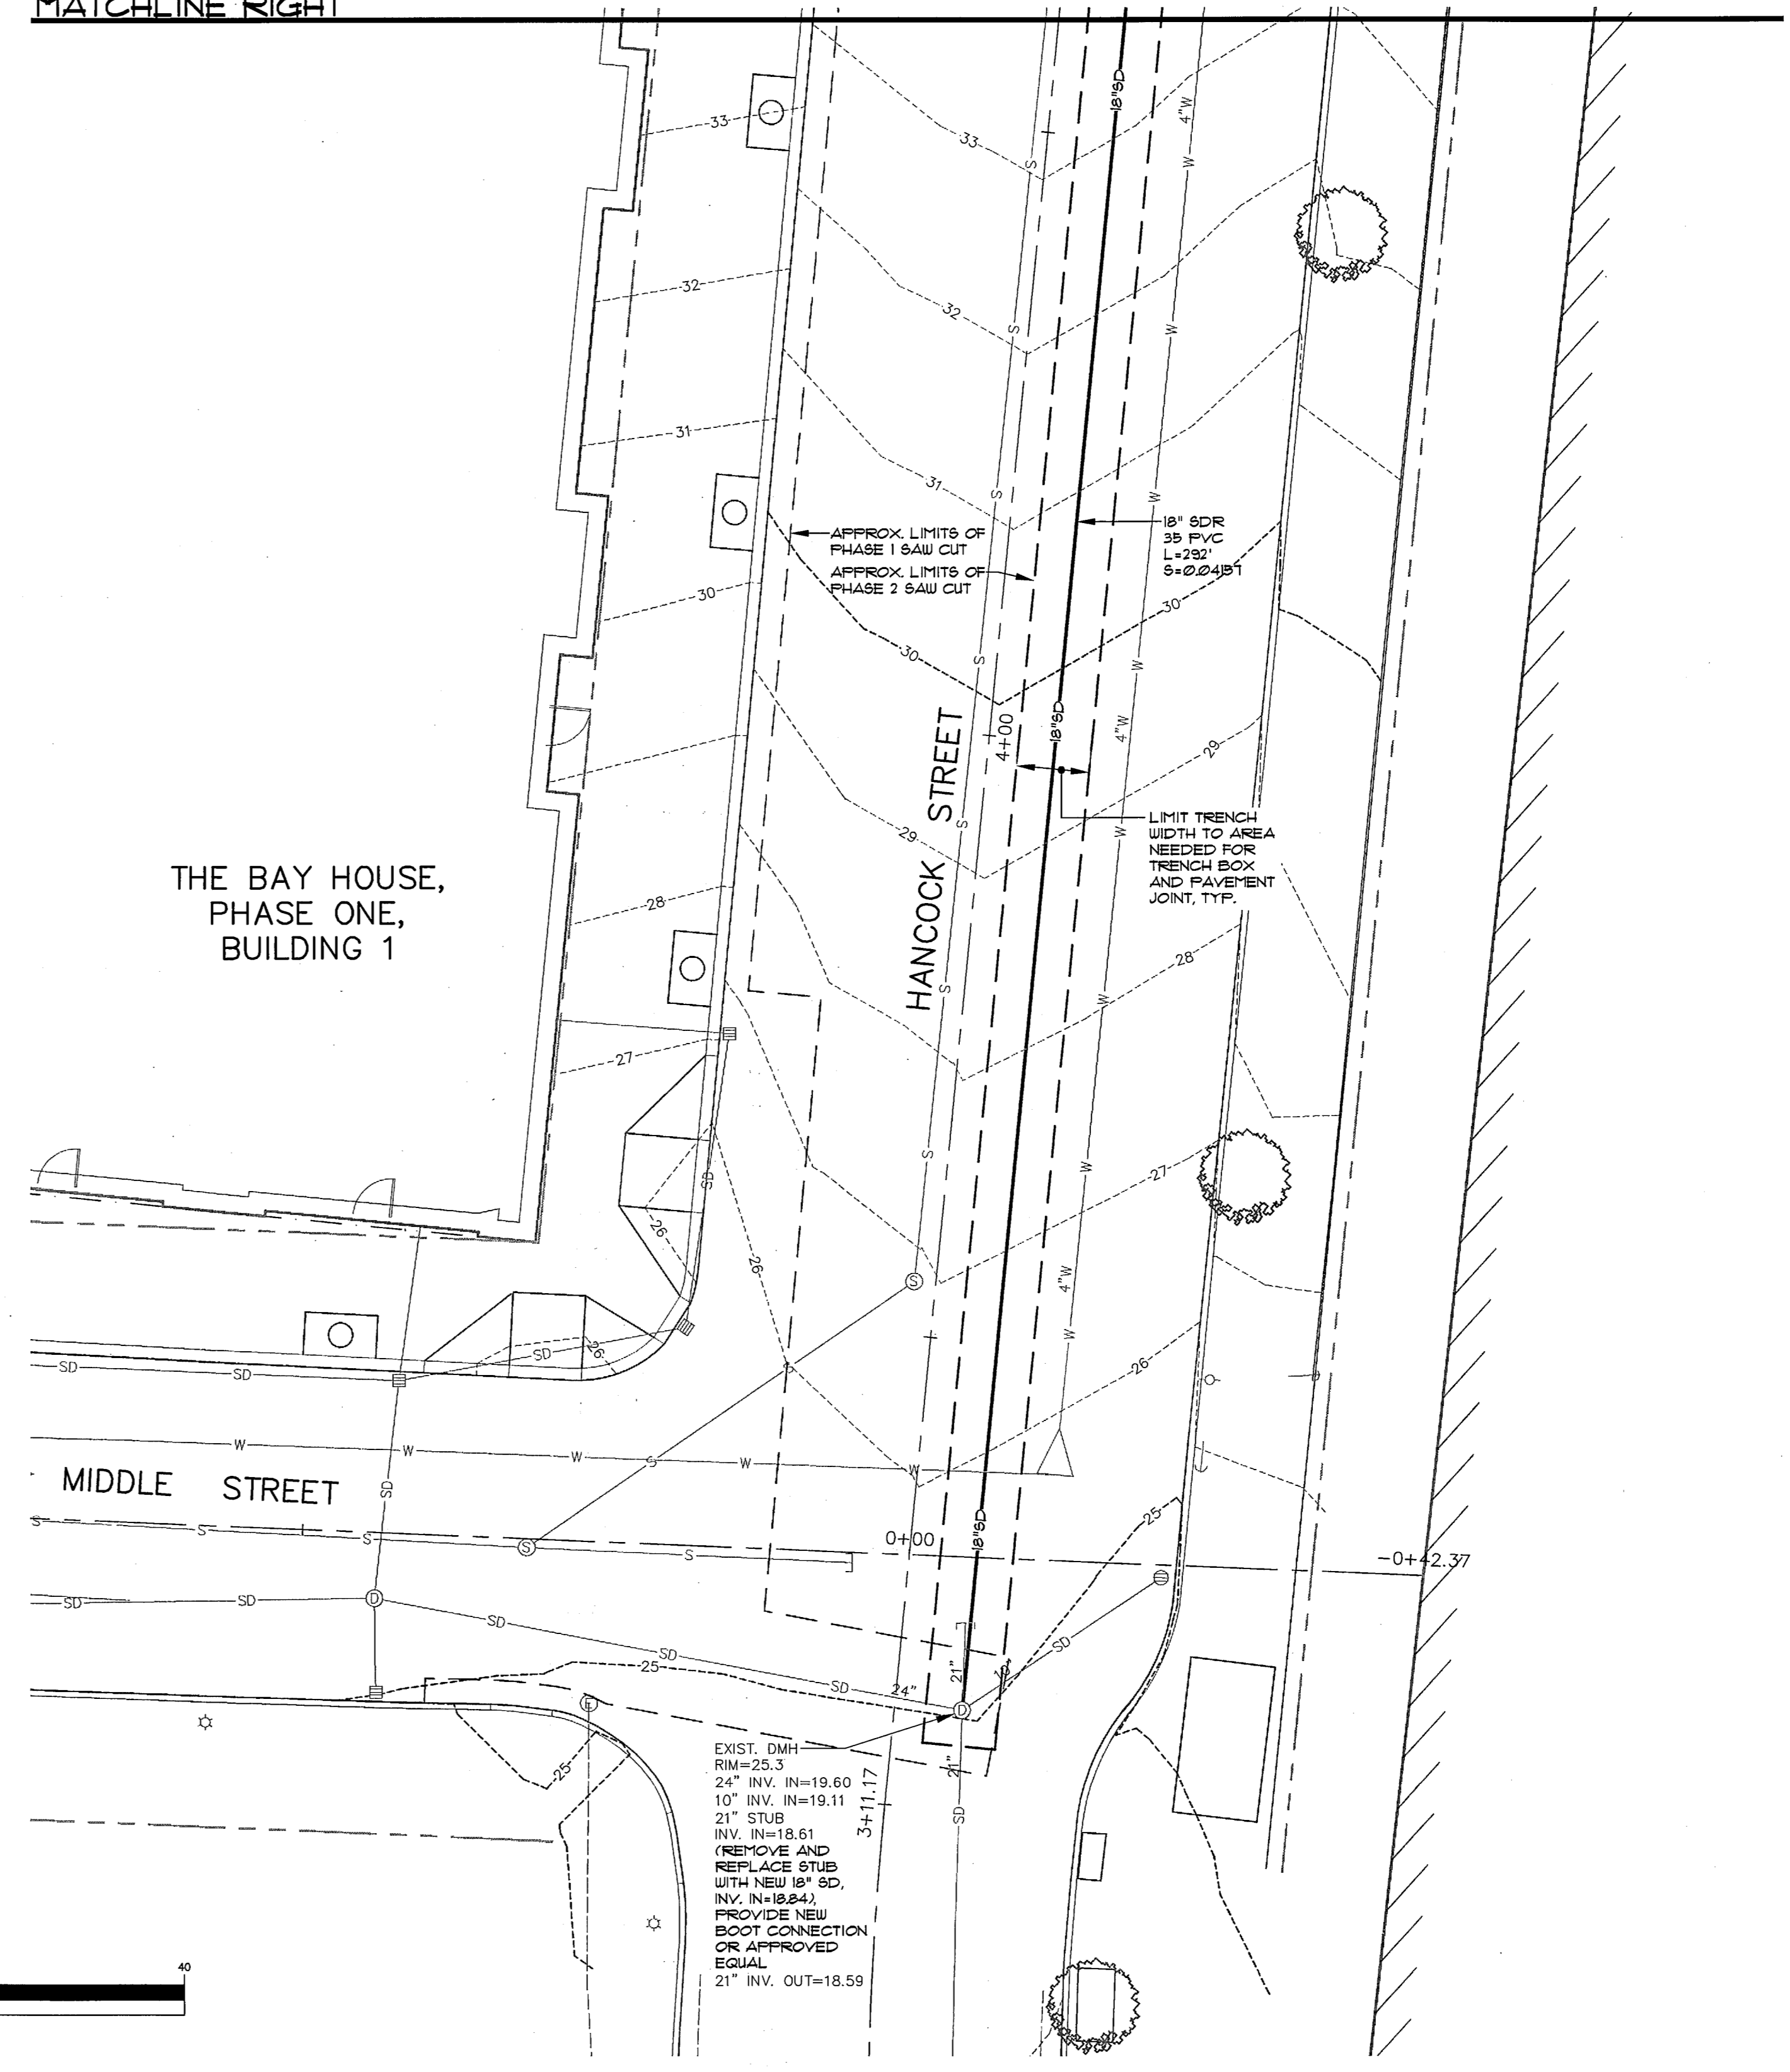 MATCHLINE RIGHT
18"SD
4"W
33
33
S
W
32
32
S
W
31
31
S
W
APPROX. LIMITS OF
PHASE 1 SAW CUT
APPROX. LIMITS OF
PHASE 2 SAW CUT
18" SDR
35 PVC
L=292'
S=0.04157
30
30
30
S
W
HANCOCK STREET
4+00
18"SD
4"W
29
29
S
W
LIMIT TRENCH
WIDTH TO AREA
NEEDED FOR
TRENCH BOX
AND PAVEMENT
JOINT, TYP.
THE BAY HOUSE,
PHASE ONE,
BUILDING 1
28
28
S
W
27
27
S
W
SD
26
26
S
4"W
W
26
26
SD
SD
SD
S
W
W
W
W
W
S
SD
MIDDLE STREET
S
S
S
S
S
0+00
18"SD
25
-0+42.37
SD
SD
D
SD
SD
SD
SD
25
24"
21"
10"
D
E
25
21"
SD
3+11.17
EXIST. DMH
RIM=25.3
24" INV. IN=19.60
10" INV. IN=19.11
21" STUB
INV. IN=18.61
(REMOVE AND
REPLACE STUB
WITH NEW 18" SD,
INV. IN=18.84),
PROVIDE NEW
BOOT CONNECTION
OR APPROVED
EQUAL
21" INV. OUT=18.59
40